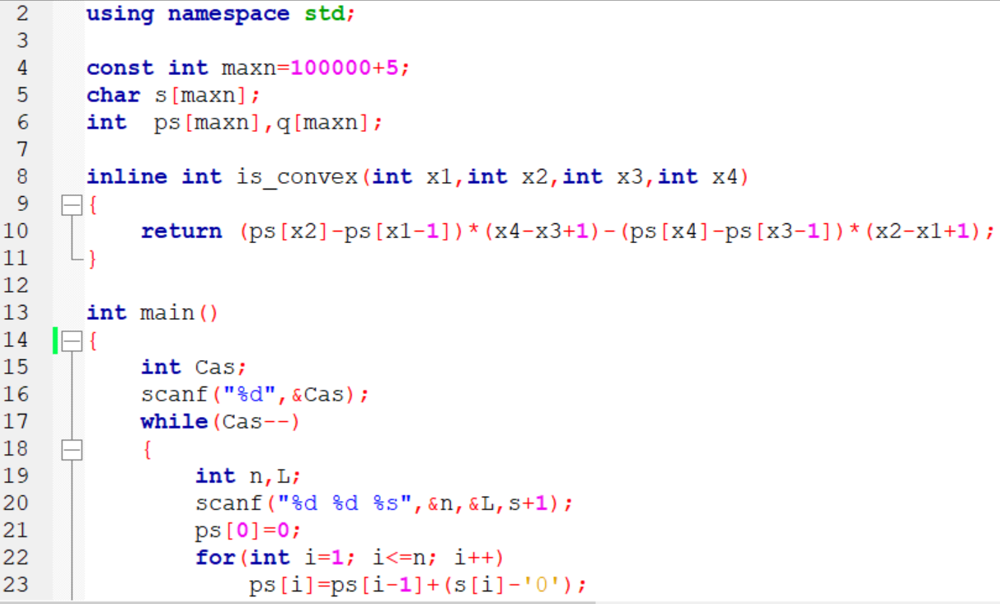 2 using namespace std;
3
4 const int maxn=100000+5;
5 char s[maxn];
6 int  ps[maxn],q[maxn];
7
8 inline int is_convex(int x1,int x2,int x3,int x4)
9 {
10     return (ps[x2]-ps[x1-1])*(x4-x3+1)-(ps[x4]-ps[x3-1])*(x2-x1+1);
11 }
12
13 int main()
14 {
15     int Cas;
16     scanf("%d",&Cas);
17     while(Cas--)
18     {
19         int n,L;
20         scanf("%d %d %s",&n,&L,s+1);
21         ps[0]=0;
22         for(int i=1; i<=n; i++)
23             ps[i]=ps[i-1]+(s[i]-'0');